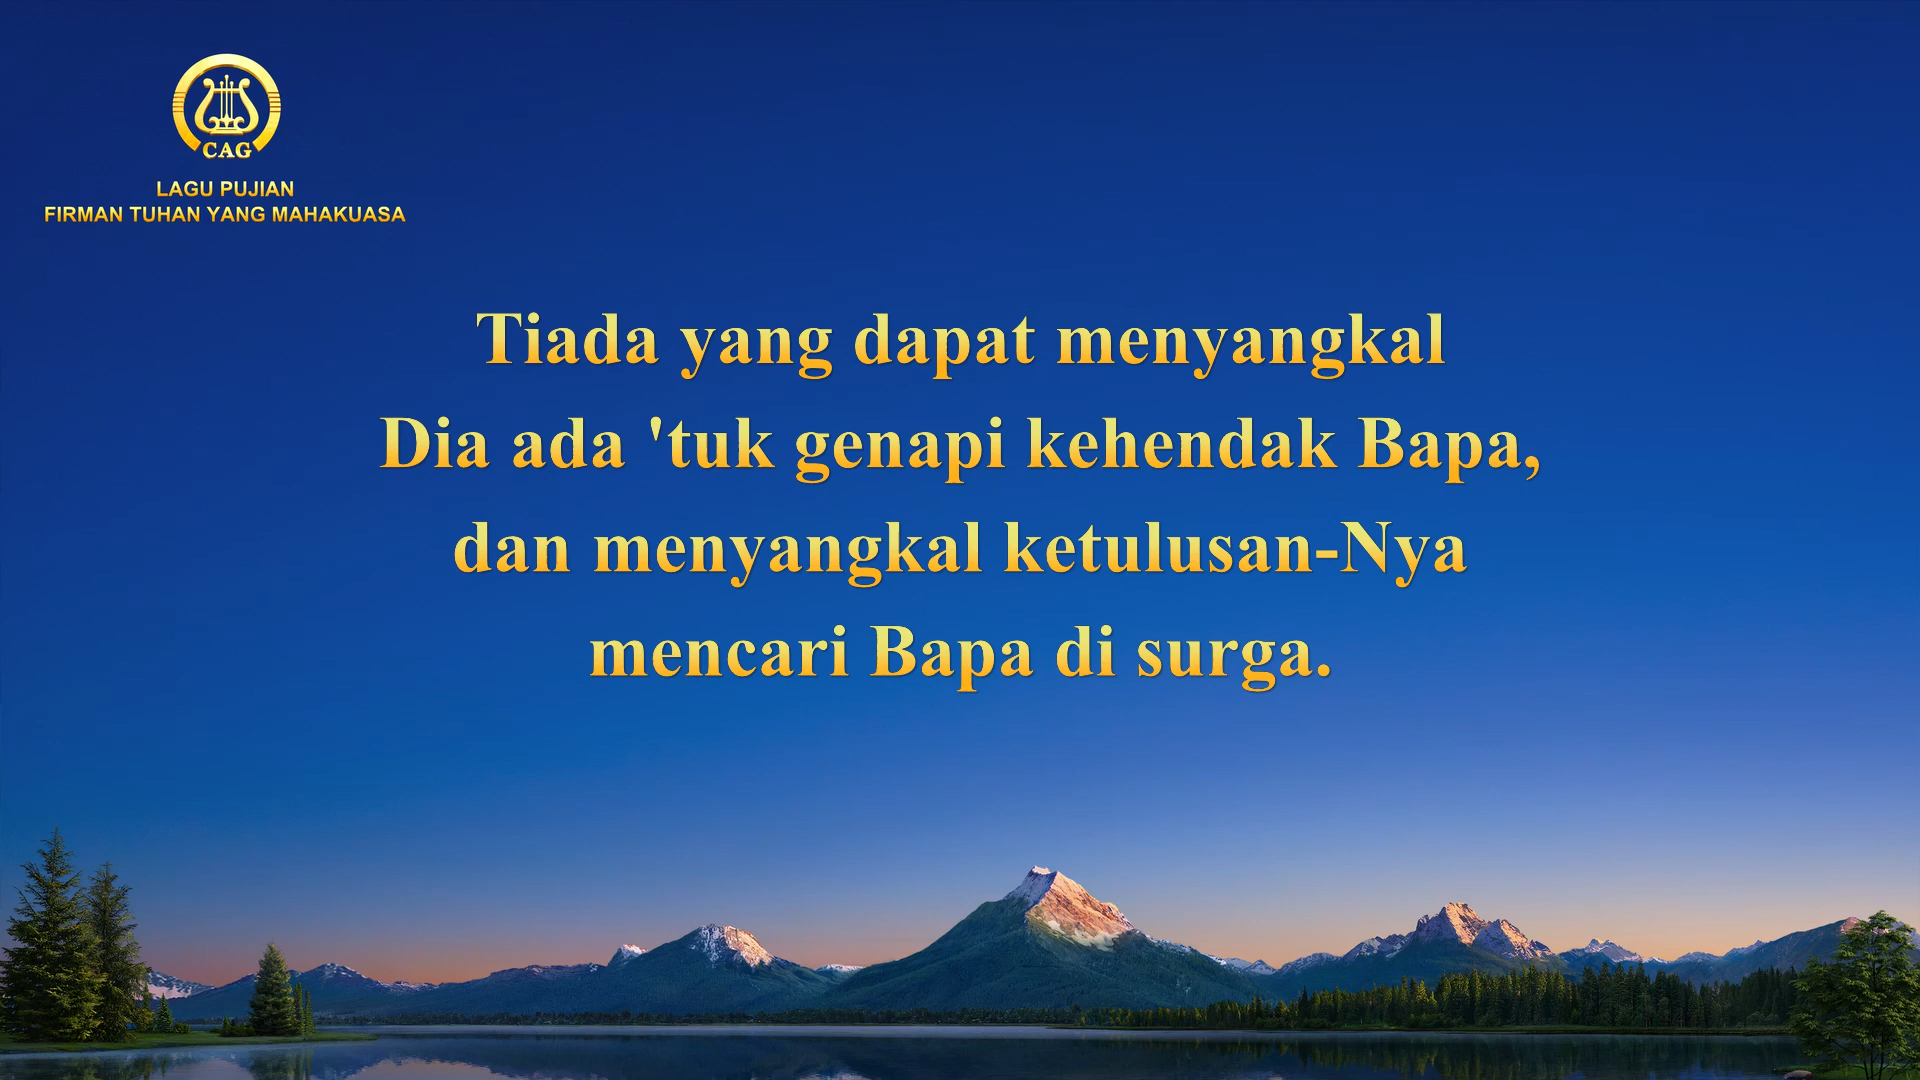 CAG
LAGU PUJIAN
FIRMAN TUHAN YANG MAHAKUASA
Tiada yang dapat menyangkal
Dia ada 'tuk genapi kehendak Bapa,
dan menyangkal ketulusan-Nya
mencari Bapa di surga.